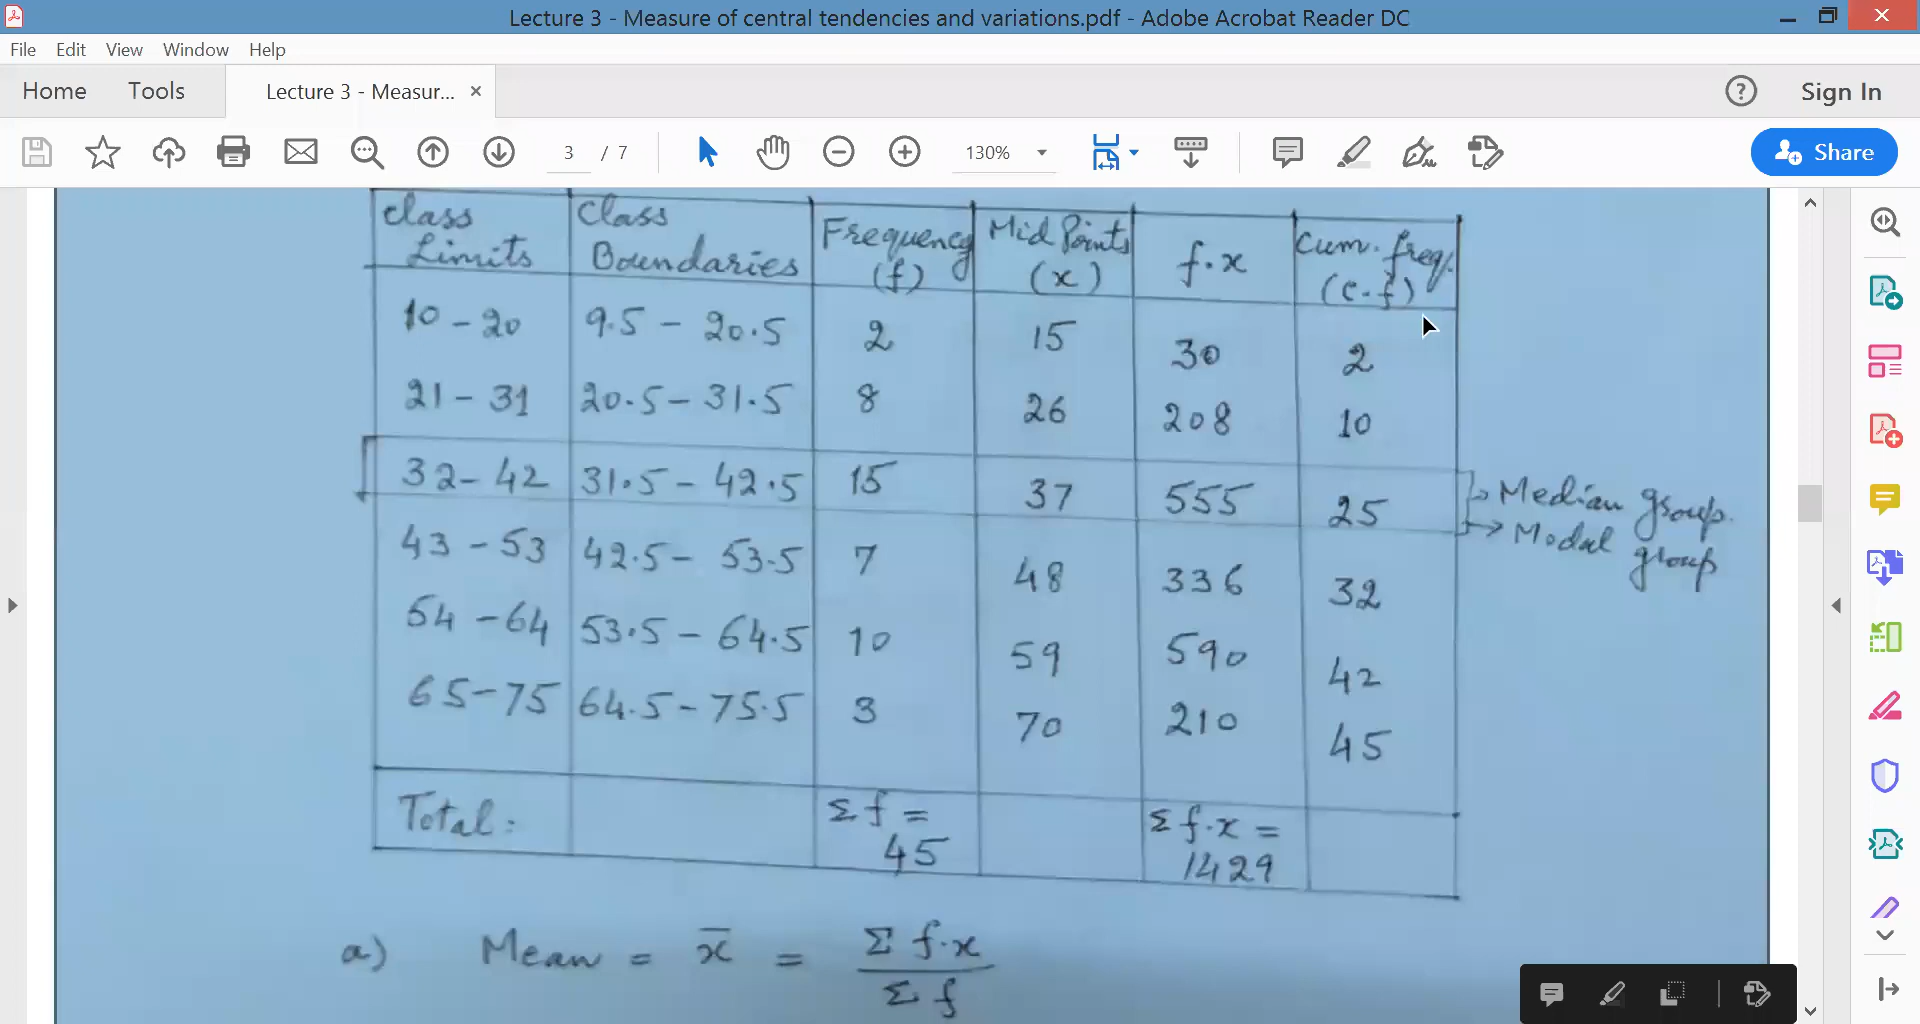 Lecture 3 - Measure of central tendencies and variations.pdf - Adobe Acrobat Reader DC
File Edit View Window Help
Home Tools Lecture 3 - Measur... × Sign In
3 / 7 130% Share
Class Limits Class Boundaries Frequency (f) Mid Points (x) f.x Cum. freq. (c.f)
10 - 20 9.5 - 20.5 2 15 30 2
21 - 31 20.5 - 31.5 8 26 208 10
32 - 42 31.5 - 42.5 15 37 555 25 → Median group.
→ Modal group
43 - 53 42.5 - 53.5 7 48 336 32
54 - 64 53.5 - 64.5 10 59 590 42
65 - 75 64.5 - 75.5 3 70 210 45
Total: Σf = 45 Σf.x = 1429
a) Mean = x̄ = Σ f.x
Σ f